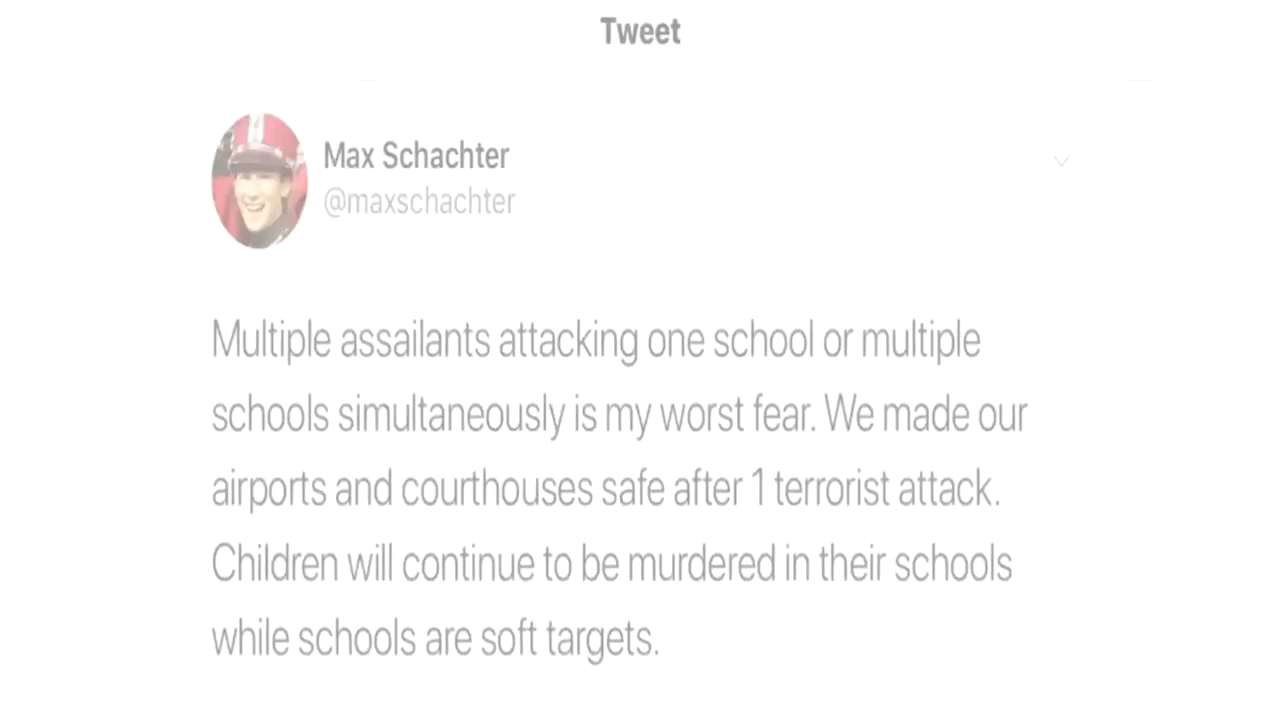 Tweet
Max Schachter
@maxschachter
Multiple assailants attacking one school or multiple
schools simultaneously is my worst fear. We made our
airports and courthouses safe after 1 terrorist attack.
Children will continue to be murdered in their schools
while schools are soft targets.